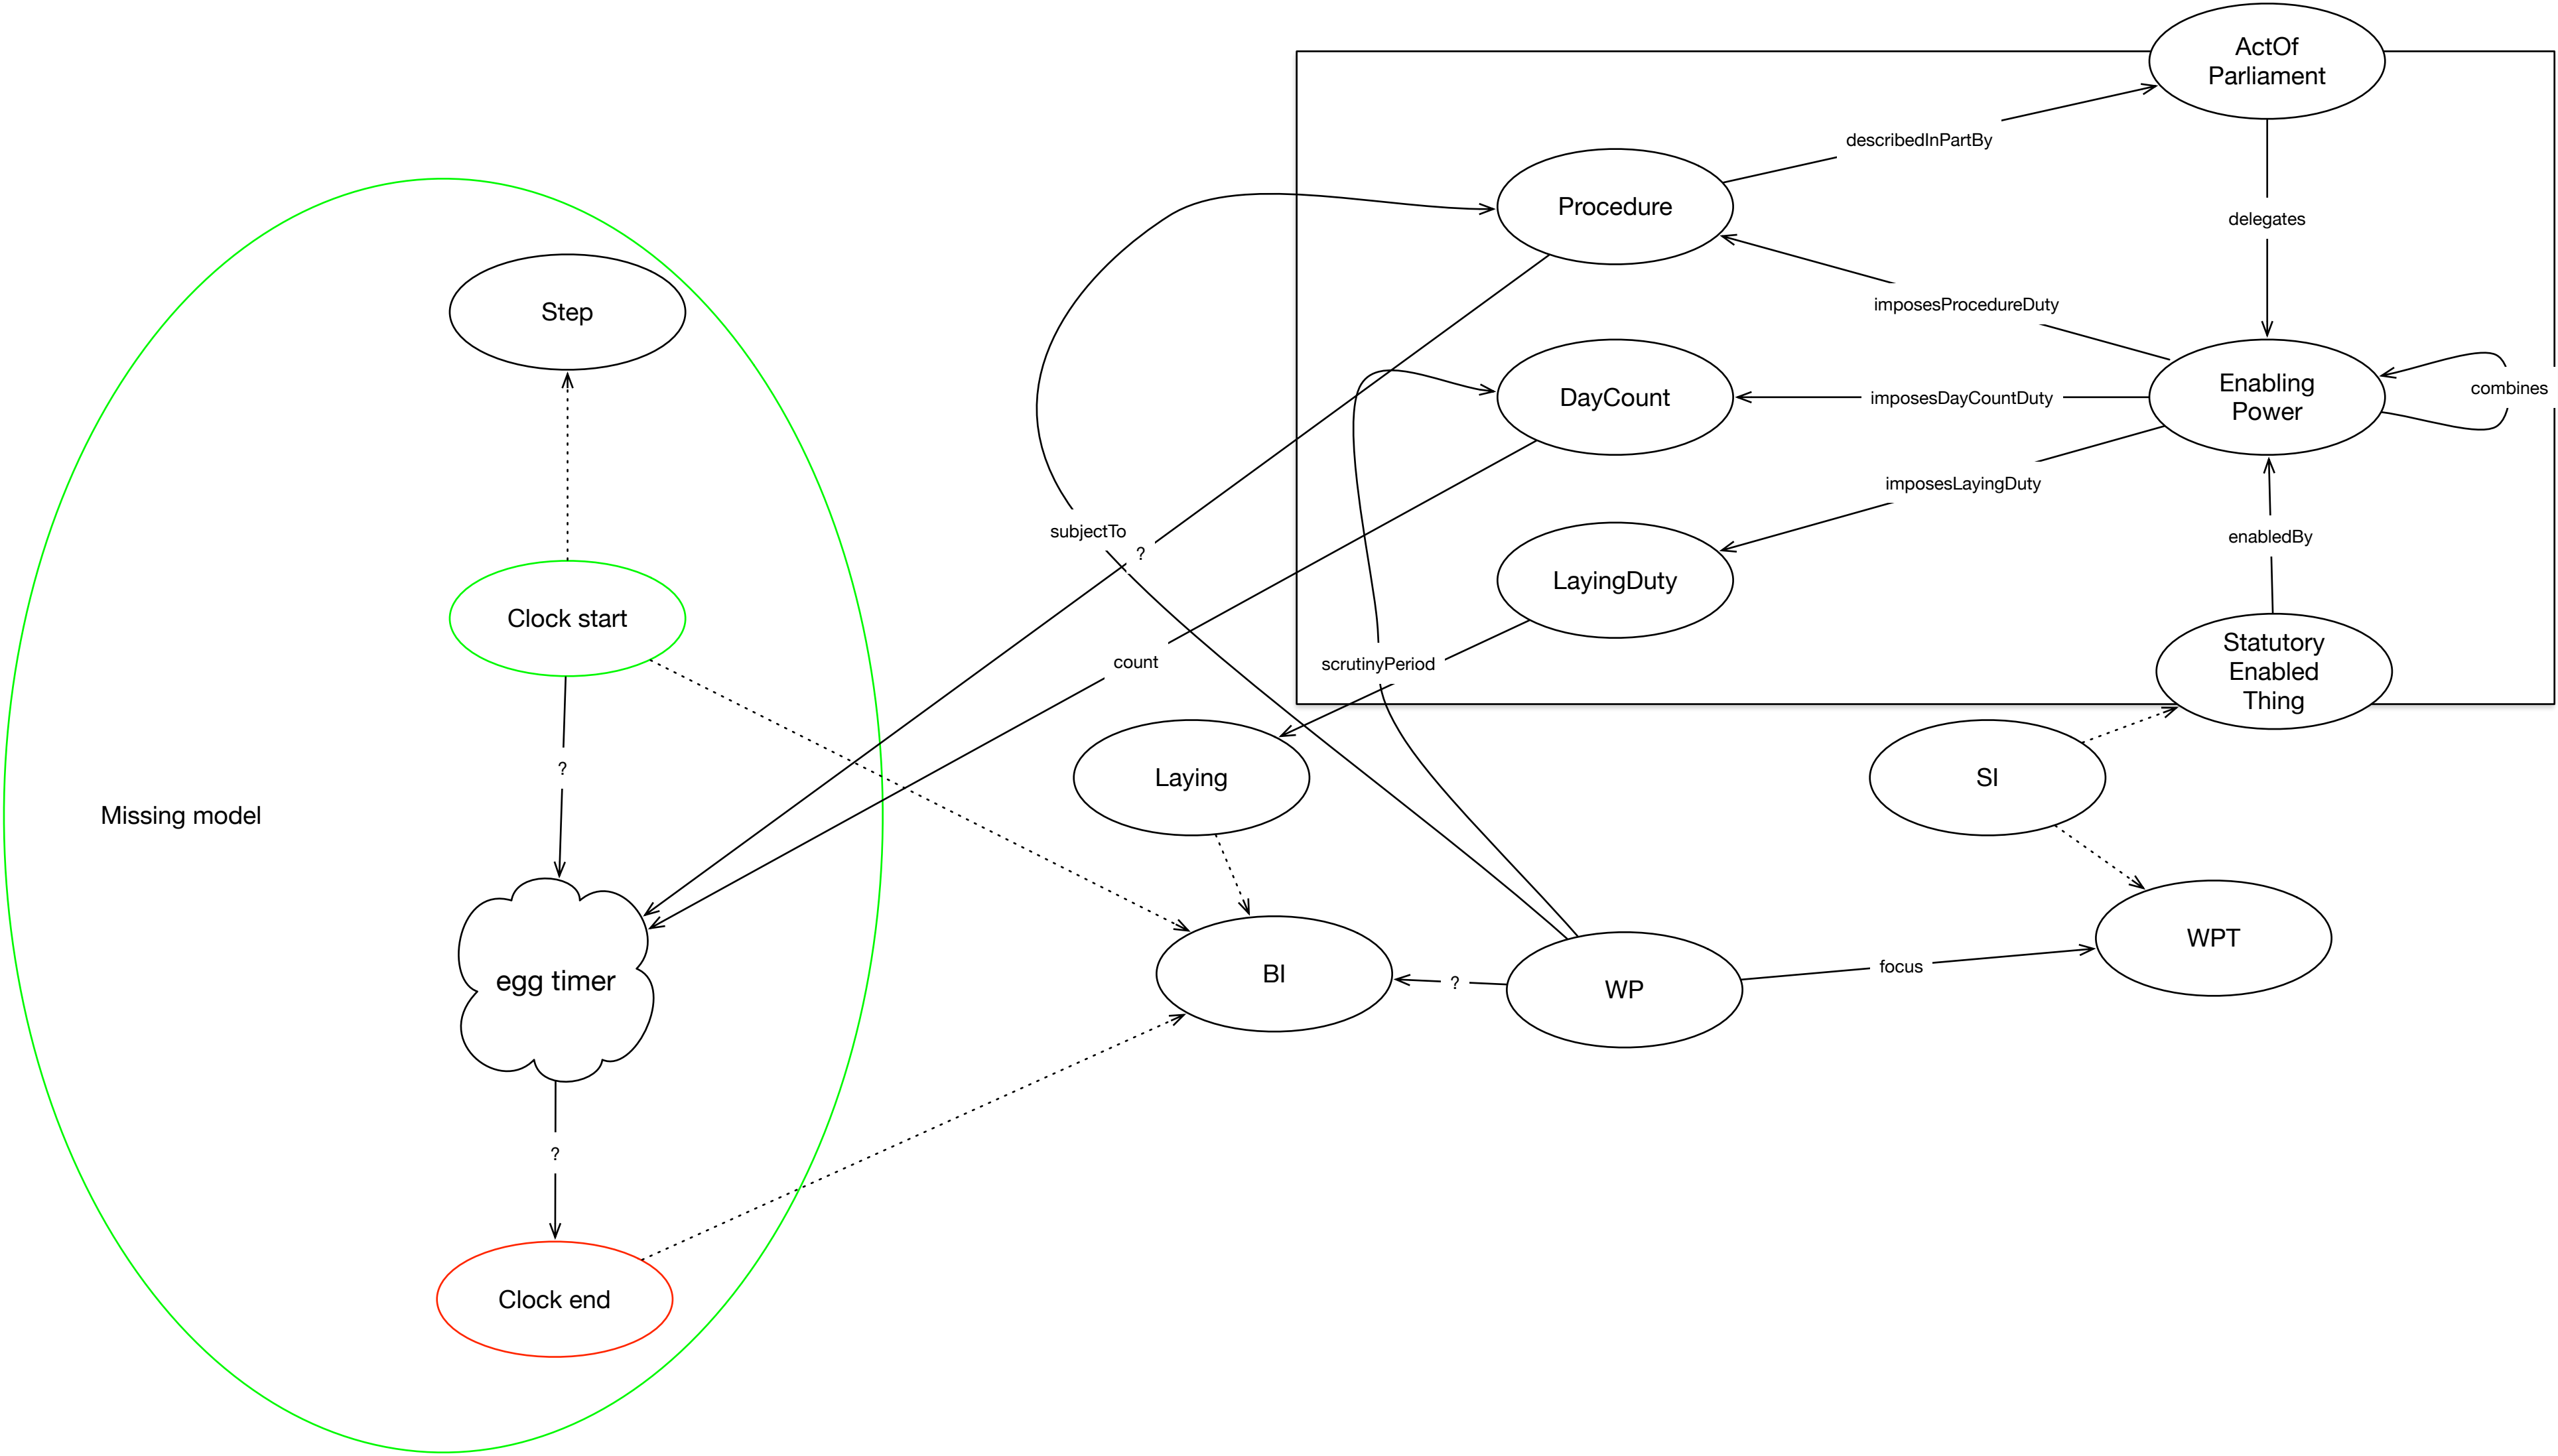 ActOf
Parliament
describedInPartBy
Procedure
delegates
imposesProcedureDuty
Step
DayCount
imposesDayCountDuty
Enabling
Power
combines
imposesLayingDuty
subjectTo
?
enabledBy
LayingDuty
Clock start
count
scrutinyPeriod
Statutory
Enabled
Thing
?
Laying
SI
Missing model
WPT
focus
egg timer
BI
?
WP
?
Clock end